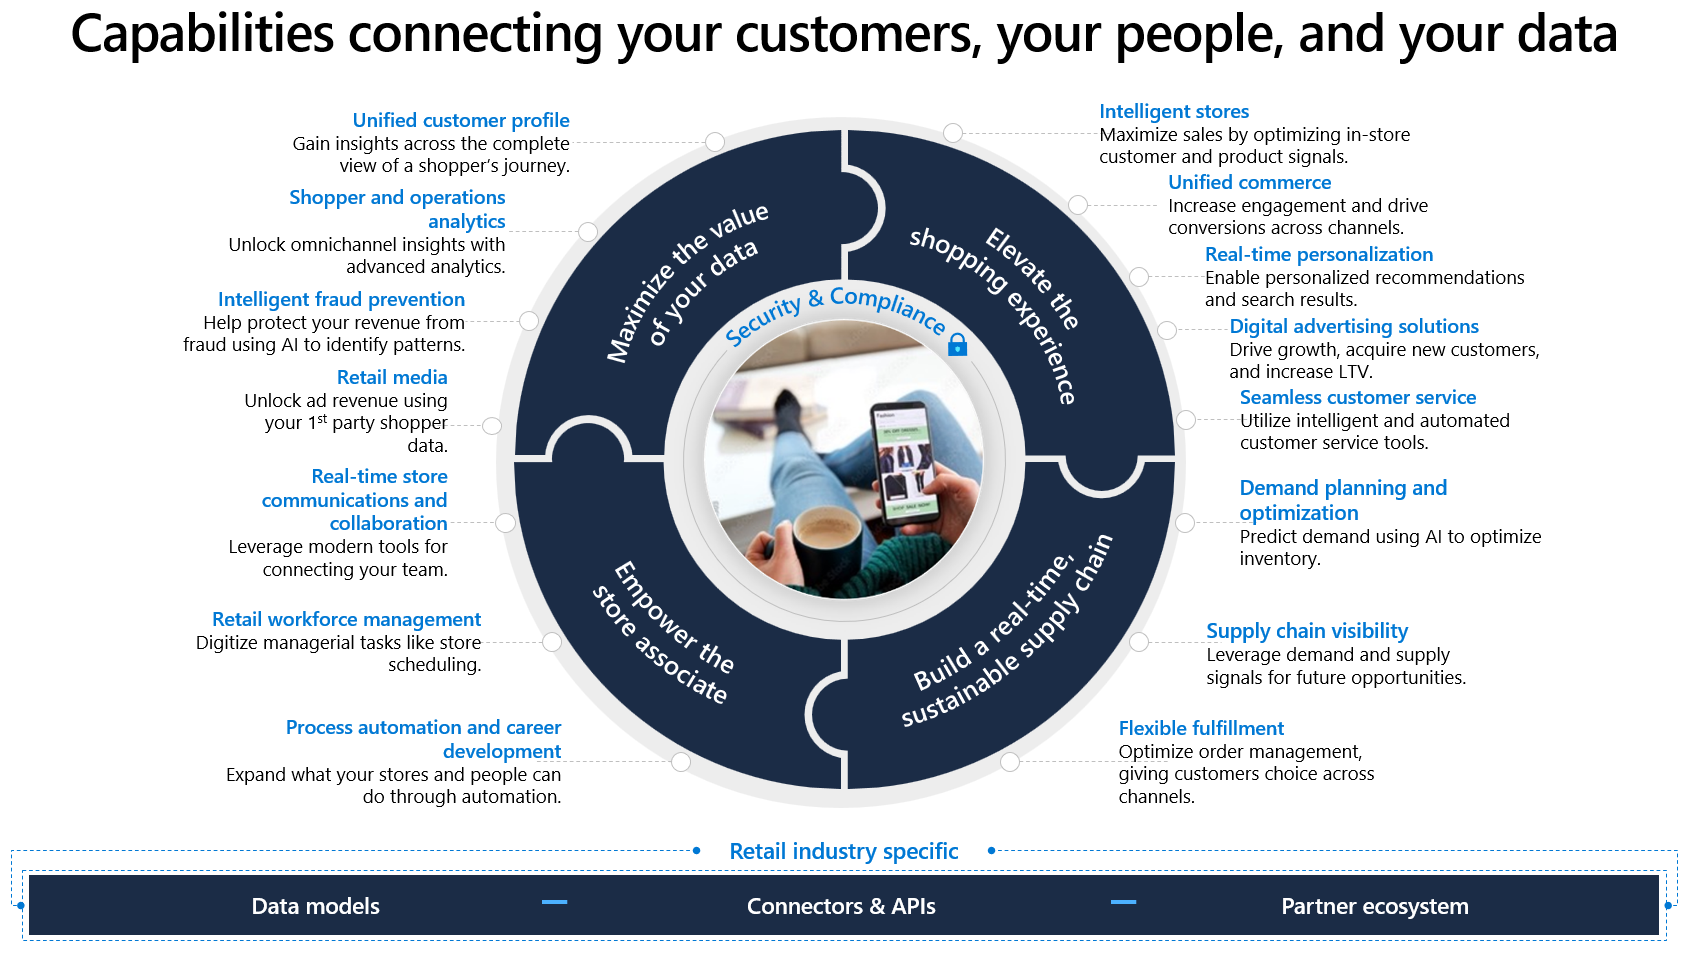 Capabilities connecting your customers, your people, and your data
Unified customer profile
Gain insights across the complete
view of a shopper’s journey.
Shopper and operations
analytics
Unlock omnichannel insights with
advanced analytics.
Intelligent fraud prevention
Help protect your revenue from
fraud using AI to identify patterns.
Retail media
Unlock ad revenue using
your 1st party shopper
data.
Real-time store
communications and
collaboration
Leverage modern tools for
connecting your team.
Retail workforce management
Digitize managerial tasks like store
scheduling.
Process automation and career
development
Expand what your stores and people can
do through automation.
Maximize the value
of your data
Elevate the
shopping experience
Security & Compliance
Fashion
SHOP SALE NOW!
Empower the
store associate
Build a real-time,
sustainable supply chain
Intelligent stores
Maximize sales by optimizing in-store
customer and product signals.
Unified commerce
Increase engagement and drive
conversions across channels.
Real-time personalization
Enable personalized recommendations
and search results.
Digital advertising solutions
Drive growth, acquire new customers,
and increase LTV.
Seamless customer service
Utilize intelligent and automated
customer service tools.
Demand planning and
optimization
Predict demand using AI to optimize
inventory.
Supply chain visibility
Leverage demand and supply
signals for future opportunities.
Flexible fulfillment
Optimize order management,
giving customers choice across
channels.
Retail industry specific
Data models
Connectors & APIs
Partner ecosystem